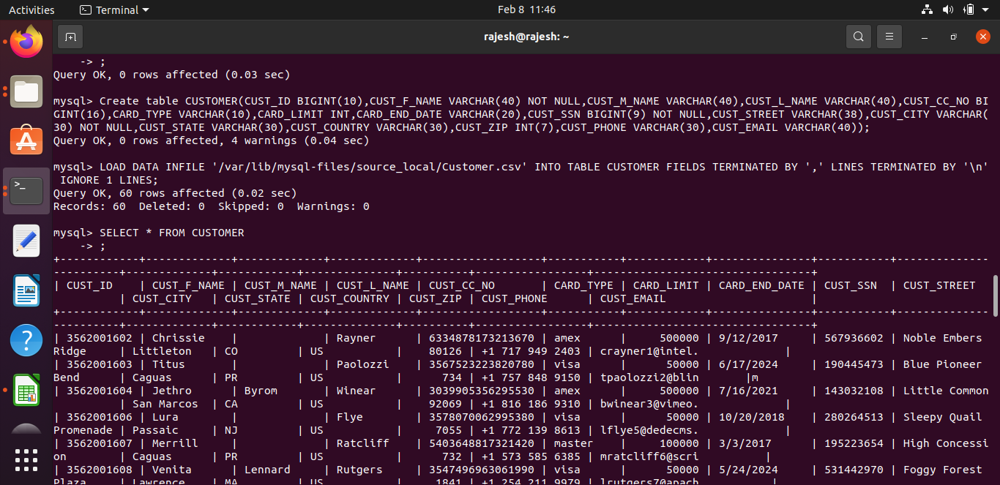 Activities
Terminal
Feb 8 11:46
rajesh@rajesh: ~
    -> ;
Query OK, 0 rows affected (0.03 sec)
mysql> Create table CUSTOMER(CUST_ID BIGINT(10),CUST_F_NAME VARCHAR(40) NOT NULL,CUST_M_NAME VARCHAR(40),CUST_L_NAME VARCHAR(40),CUST_CC_NO BI
GINT(16),CARD_TYPE VARCHAR(10),CARD_LIMIT INT,CARD_END_DATE VARCHAR(20),CUST_SSN BIGINT(9) NOT NULL,CUST_STREET VARCHAR(38),CUST_CITY VARCHAR(
30) NOT NULL,CUST_STATE VARCHAR(30),CUST_COUNTRY VARCHAR(30),CUST_ZIP INT(7),CUST_PHONE VARCHAR(30),CUST_EMAIL VARCHAR(40));
Query OK, 0 rows affected, 4 warnings (0.04 sec)
mysql> LOAD DATA INFILE '/var/lib/mysql-files/source_local/Customer.csv' INTO TABLE CUSTOMER FIELDS TERMINATED BY ',' LINES TERMINATED BY '\n'
 IGNORE 1 LINES;
Query OK, 60 rows affected (0.02 sec)
Records: 60  Deleted: 0  Skipped: 0  Warnings: 0
mysql> SELECT * FROM CUSTOMER
    -> ;
+------------+-------------+-------------+-------------+------------------+-----------+------------+---------------+-----------+--------------
----------+-------------+------------+--------------+----------+-----------------+---------------------------------+
| CUST_ID    | CUST_F_NAME | CUST_M_NAME | CUST_L_NAME | CUST_CC_NO       | CARD_TYPE | CARD_LIMIT | CARD_END_DATE | CUST_SSN  | CUST_STREET
          | CUST_CITY   | CUST_STATE | CUST_COUNTRY | CUST_ZIP | CUST_PHONE      | CUST_EMAIL                      |
+------------+-------------+-------------+-------------+------------------+-----------+------------+---------------+-----------+--------------
----------+-------------+------------+--------------+----------+-----------------+---------------------------------+
| 3562001602 | Chrissie    |             | Rayner      | 6334878173213670 | amex      |     500000 | 9/12/2017     | 567936602 | Noble Embers
Ridge     | Littleton   | CO         | US           |    80126 | +1 717 949 2403 | crayner1@intel.             |
| 3562001603 | Titus       |             | Paolozzi    | 3567523223820780 | visa      |      50000 | 6/17/2024     | 190445473 | Blue Pioneer
Bend      | Caguas      | PR         | US           |      734 | +1 757 848 9150 | tpaolozzi2@blin       |m
| 3562001604 | Jethro      | Byrom       | Winear      | 3039905356295530 | amex      |     500000 | 7/16/2021     | 143032108 | Little Common
          | San Marcos  | CA         | US           |    92069 | +1 816 186 9310 | bwinear3@vimeo.             |
| 3562001606 | Lura        |             | Flye        | 3578070062995380 | visa      |      50000 | 10/20/2018    | 280264513 | Sleepy Quail
Promenade | Passaic     | NJ         | US           |     7055 | +1 772 139 8613 | lflye5@dedecms.             |
| 3562001607 | Merrill     |             | Ratcliff    | 5403648817321420 | master    |     100000 | 3/3/2017      | 195223654 | High Concessi
on        | Caguas      | PR         | US           |      732 | +1 573 585 6385 | mratcliff6@scri          |
| 3562001608 | Venita      | Lennard     | Rutgers     | 3547496963061990 | visa      |      50000 | 5/24/2024     | 531442970 | Foggy Forest
Plaza     | Lawrence    | MA         | US           |     1841 | +1 254 211 9979 | lrutgers7@apach           |